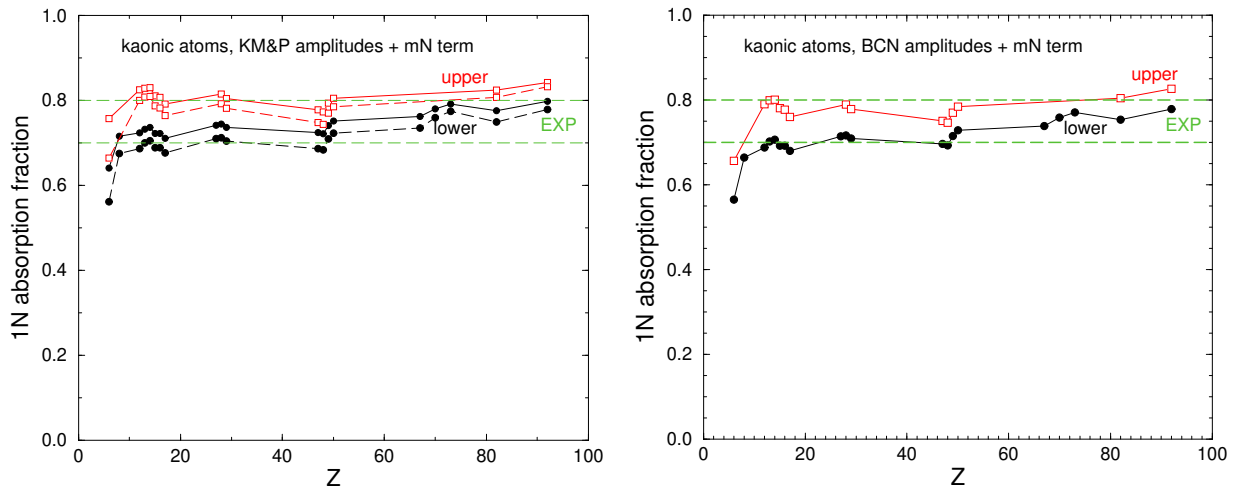 1.0
kaonic atoms, KM&P amplitudes + mN term
upper
0.8
lower
EXP
0.6
0.4
0.2
0.0
0 20 40 60 80 100
Z
1N absorption fraction
1.0
kaonic atoms, BCN amplitudes + mN term
upper
0.8
lower
EXP
0.6
0.4
0.2
0.0
0 20 40 60 80 100
Z
1N absorption fraction